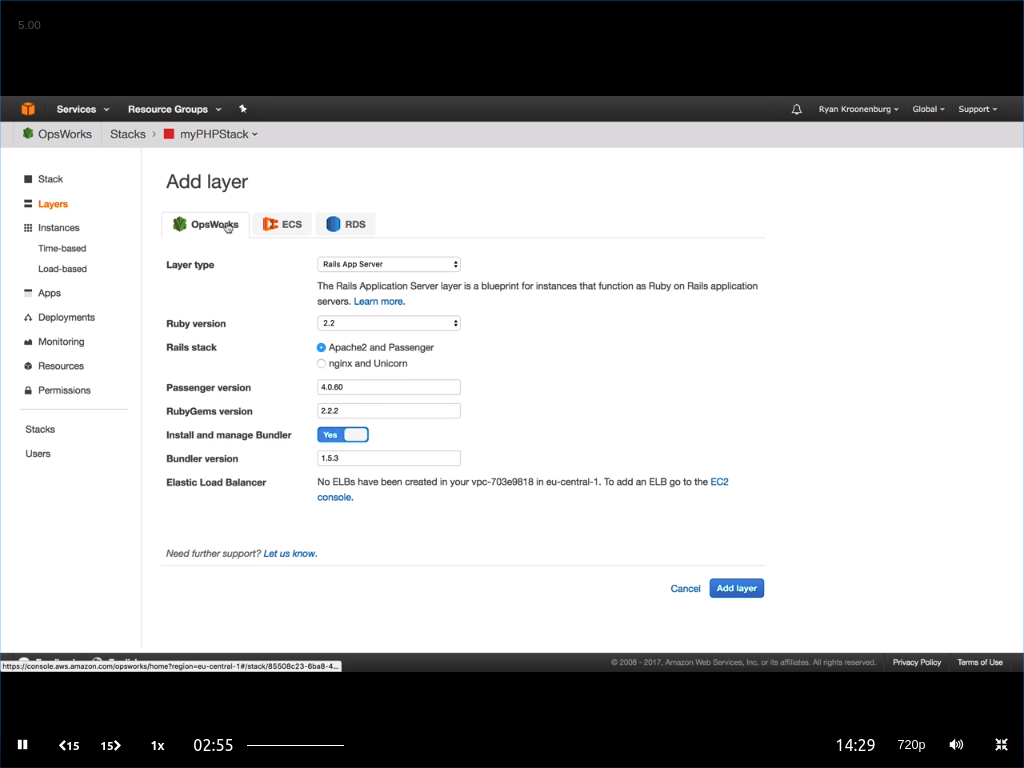 5.00
Services Resource Groups Ryan Kroonenburg Global Support
OpsWorks Stacks > myPHPStack
Stack
Layers
Instances
Time-based
Load-based
Apps
Deployments
Monitoring
Resources
Permissions
Stacks
Users
Add layer
OpsWorks ECS RDS
Layer type Rails App Server
The Rails Application Server layer is a blueprint for instances that function as Ruby on Rails application
servers. Learn more.
Ruby version 2.2
Rails stack Apache2 and Passenger
nginx and Unicorn
Passenger version 4.0.60
RubyGems version 2.2.2
Install and manage Bundler Yes
Bundler version 1.5.3
Elastic Load Balancer No ELBs have been created in your vpc-703e9818 in eu-central-1. To add an ELB go to the EC2
console.
Need further support? Let us know.
Cancel Add layer
https://console.aws.amazon.com/opsworks/home?region=eu-central-1#/stack/85506c23-6ba8-4...
© 2008 - 2017, Amazon Web Services, Inc. or its affiliates. All rights reserved. Privacy Policy Terms of Use
15 15 1x 02:55 14:29 720p